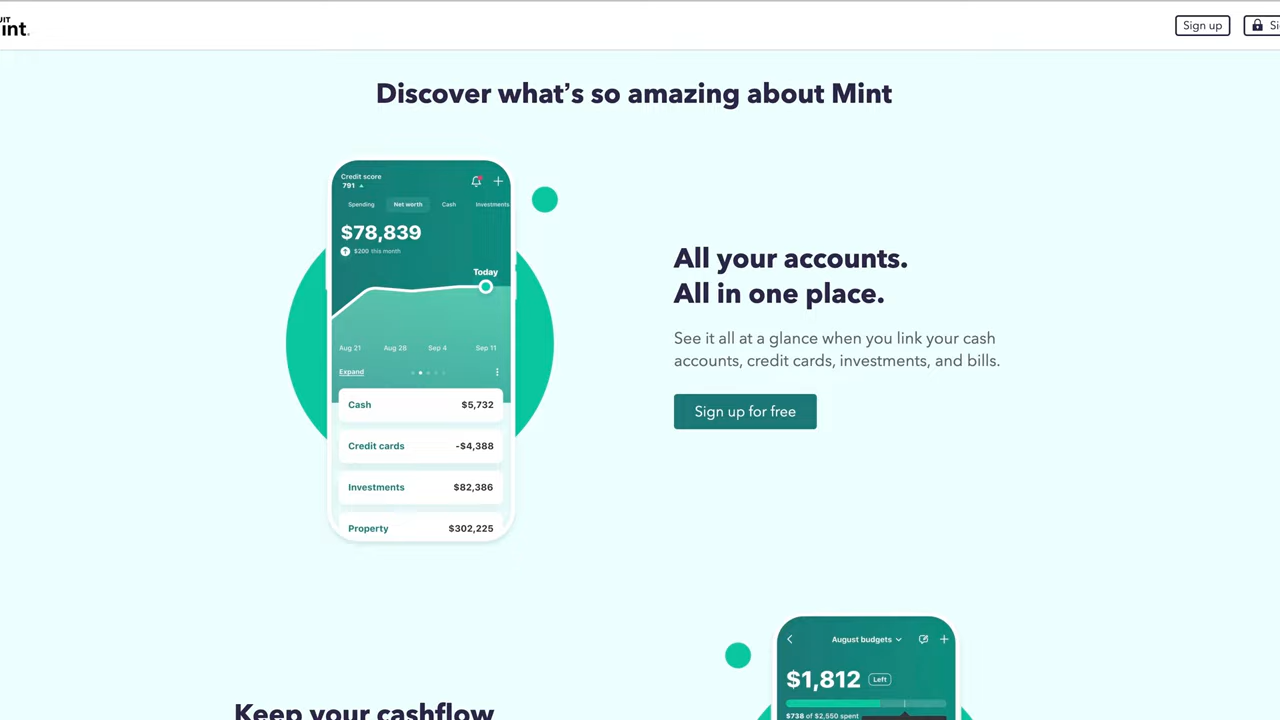 int.
Sign up
Discover what's so amazing about Mint
Credit score
791
Spending Net worth Cash Investments
$78,839
$200 this month
Today
Aug 21 Aug 28 Sep 4 Sep 11
Expand
Cash $5,732
Credit cards -$4,388
Investments $82,386
Property $302,225
All your accounts.
All in one place.
See it all at a glance when you link your cash
accounts, credit cards, investments, and bills.
Sign up for free
August budgets
$1,812 Left
$738 of $2,550 spent
Keep your cashflow